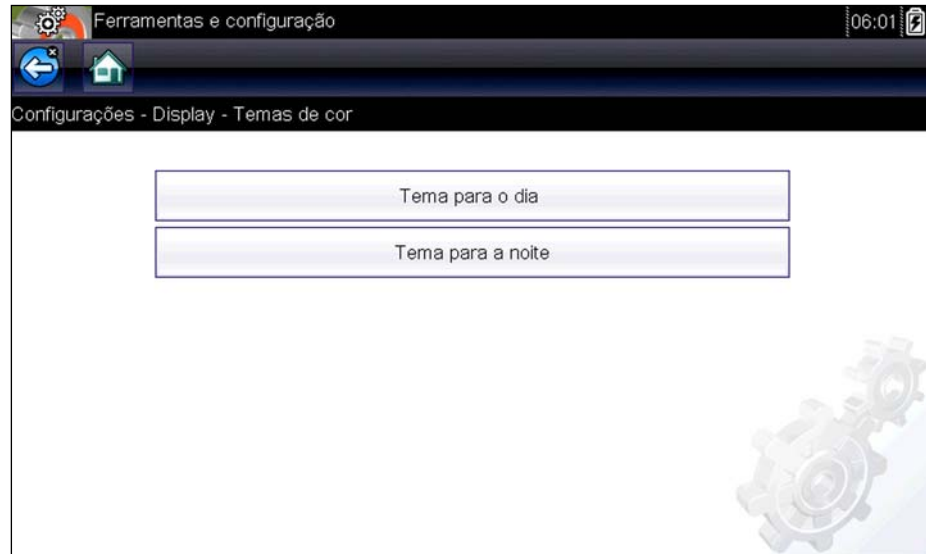 Ferramentas e configuração 06:01
Configurações - Display - Temas de cor
Tema para o dia
Tema para a noite